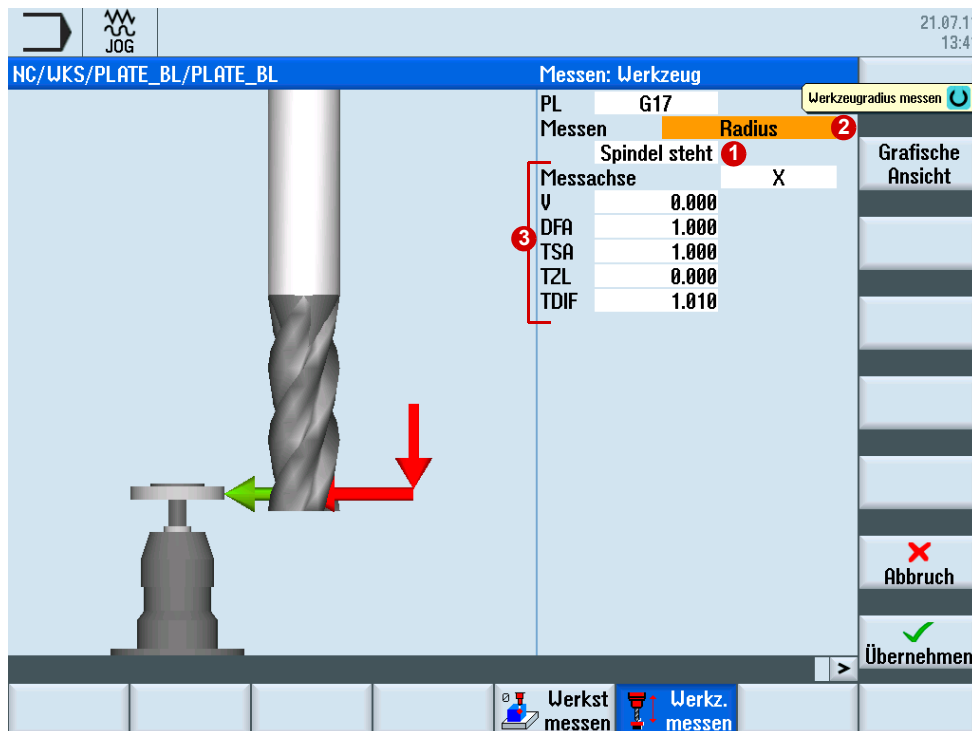 JOG
21.07.1
13:4
NC/WKS/PLATE_BL/PLATE_BL
Messen: Werkzeug
PL G17
Werkzeugradius messen
Messen Radius 2
Spindel steht 1
Messachse X
V 0.000
3
DFA 1.000
TSA 1.000
TZL 0.000
TDIF 1.010
Grafische
Ansicht
Abbruch
Übernehmen
>
0
Werkst
messen
Werkz.
messen